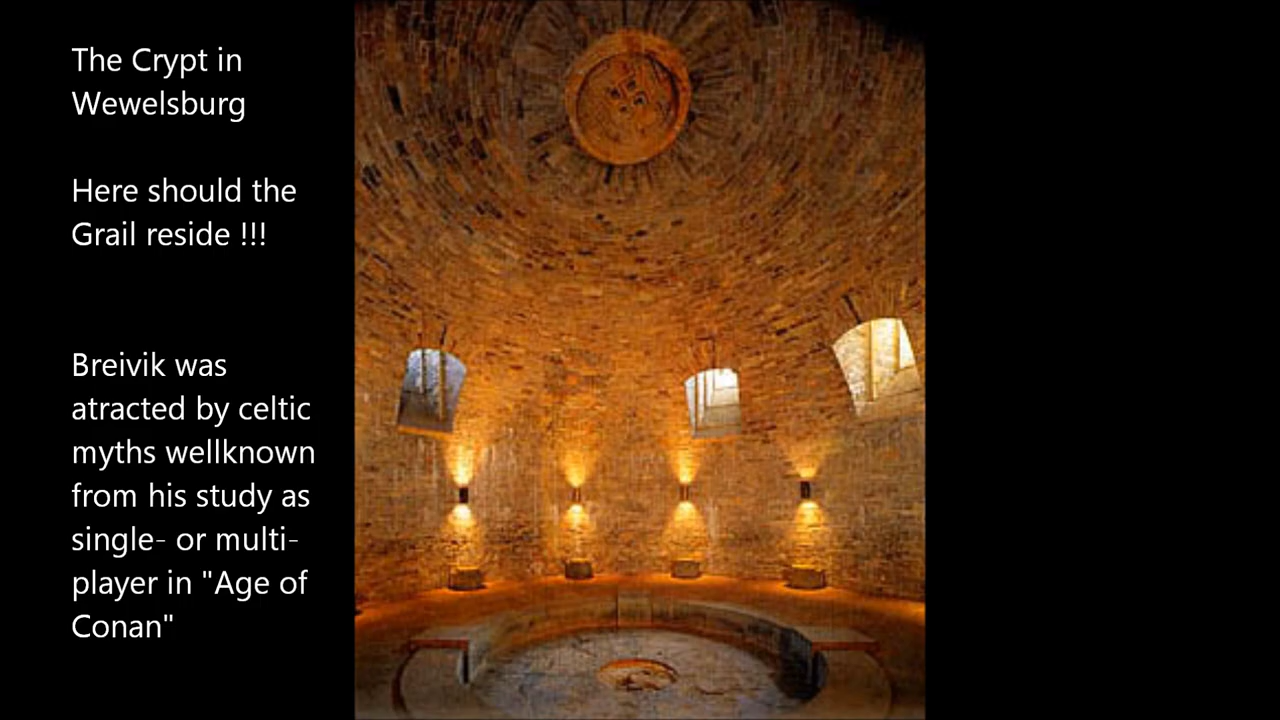 The Crypt in
Wewelsburg
Here should the
Grail reside !!!
Breivik was
atracted by celtic
myths wellknown
from his study as
single- or multi-
player in "Age of
Conan"